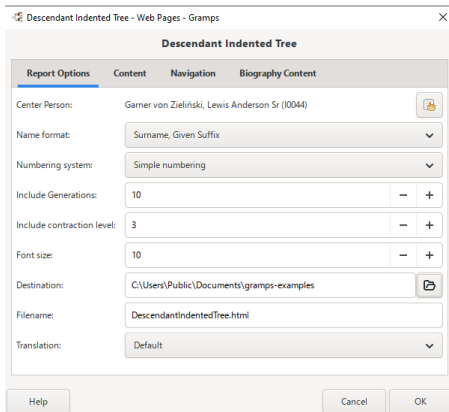 Descendant Indented Tree - Web Pages - Gramps
Descendant Indented Tree
Report Options Content Navigation Biography Content
Center Person: Garner von Zieliński, Lewis Anderson Sr (I0044)
Name format: Surname, Given Suffix
Numbering system: Simple numbering
Include Generations: 10
Include contraction level: 3
Font size: 10
Destination: C:\Users\Public\Documents\gramps-examples
Filename: DescendantIndentedTree.html
Translation: Default
Help Cancel OK